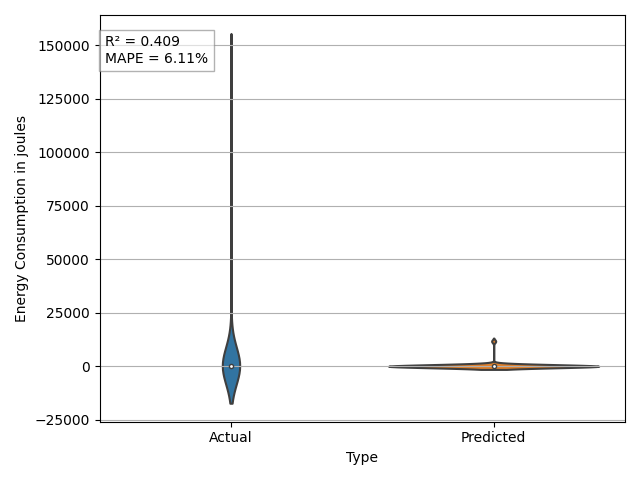 R² = 0.409
MAPE = 6.11%
150000
125000
100000
75000
50000
25000
0
−25000
Energy Consumption in joules
Actual
Predicted
Type